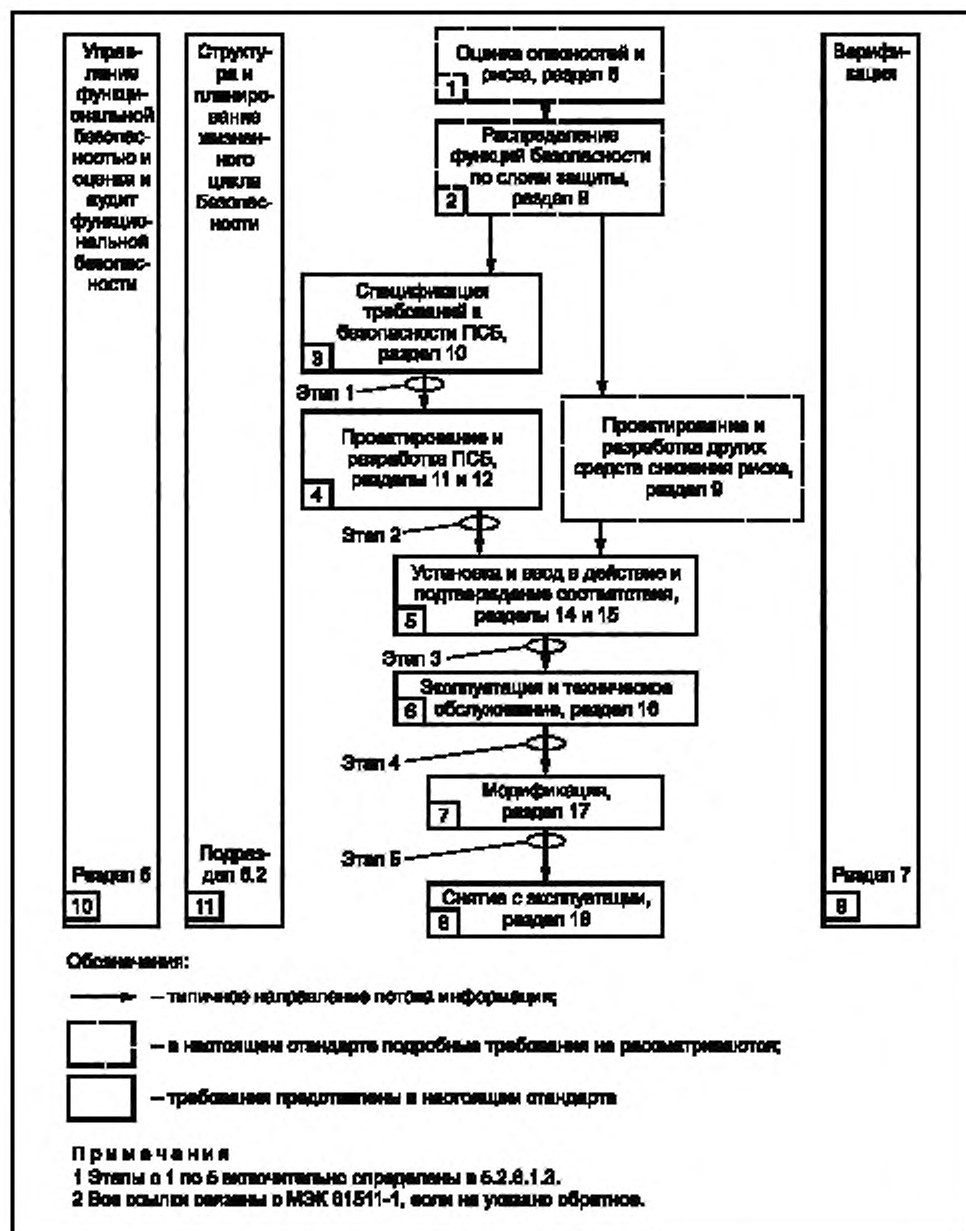 Управ-
ление
функци-
ональной
безопас-
ностью и
оценка и
аудит
функцио-
нальной
безопас-
ности
Раздел 5
10
Структу-
ра и
планиро-
вание
жизнен-
ного
цикла
безопас-
ности
Подраз-
дел 6.2
11
Оценка опасностей и
риска, раздел 8
1
Распределение
функций безопасности
по слоям защиты,
раздел 9
2
Спецификация
требований к
безопасности ПСБ,
раздел 10
3
Этап 1
Проектирование и
разработка ПСБ,
разделы 11 и 12
4
Проектирование и
разработка других
средств снижения риска,
раздел 9
Этап 2
Установка и ввод в действие и
подтверждение соответствия,
разделы 14 и 15
5
Этап 3
Эксплуатация и техническое
обслуживание, раздел 16
6
Этап 4
Модификация,
раздел 17
7
Этап 5
Снятие с эксплуатации,
раздел 18
8
Верифи-
кация
Раздел 7
9
Обозначения:
– типичное направление потока информации;
– в настоящем стандарте подробные требования не рассматриваются;
– требования представлены в настоящем стандарте
Примечания
1 Этапы с 1 по 5 включительно определены в 5.2.6.1.3.
2 Все ссылки связаны с МЭК 61511-1, если не указано обратное.